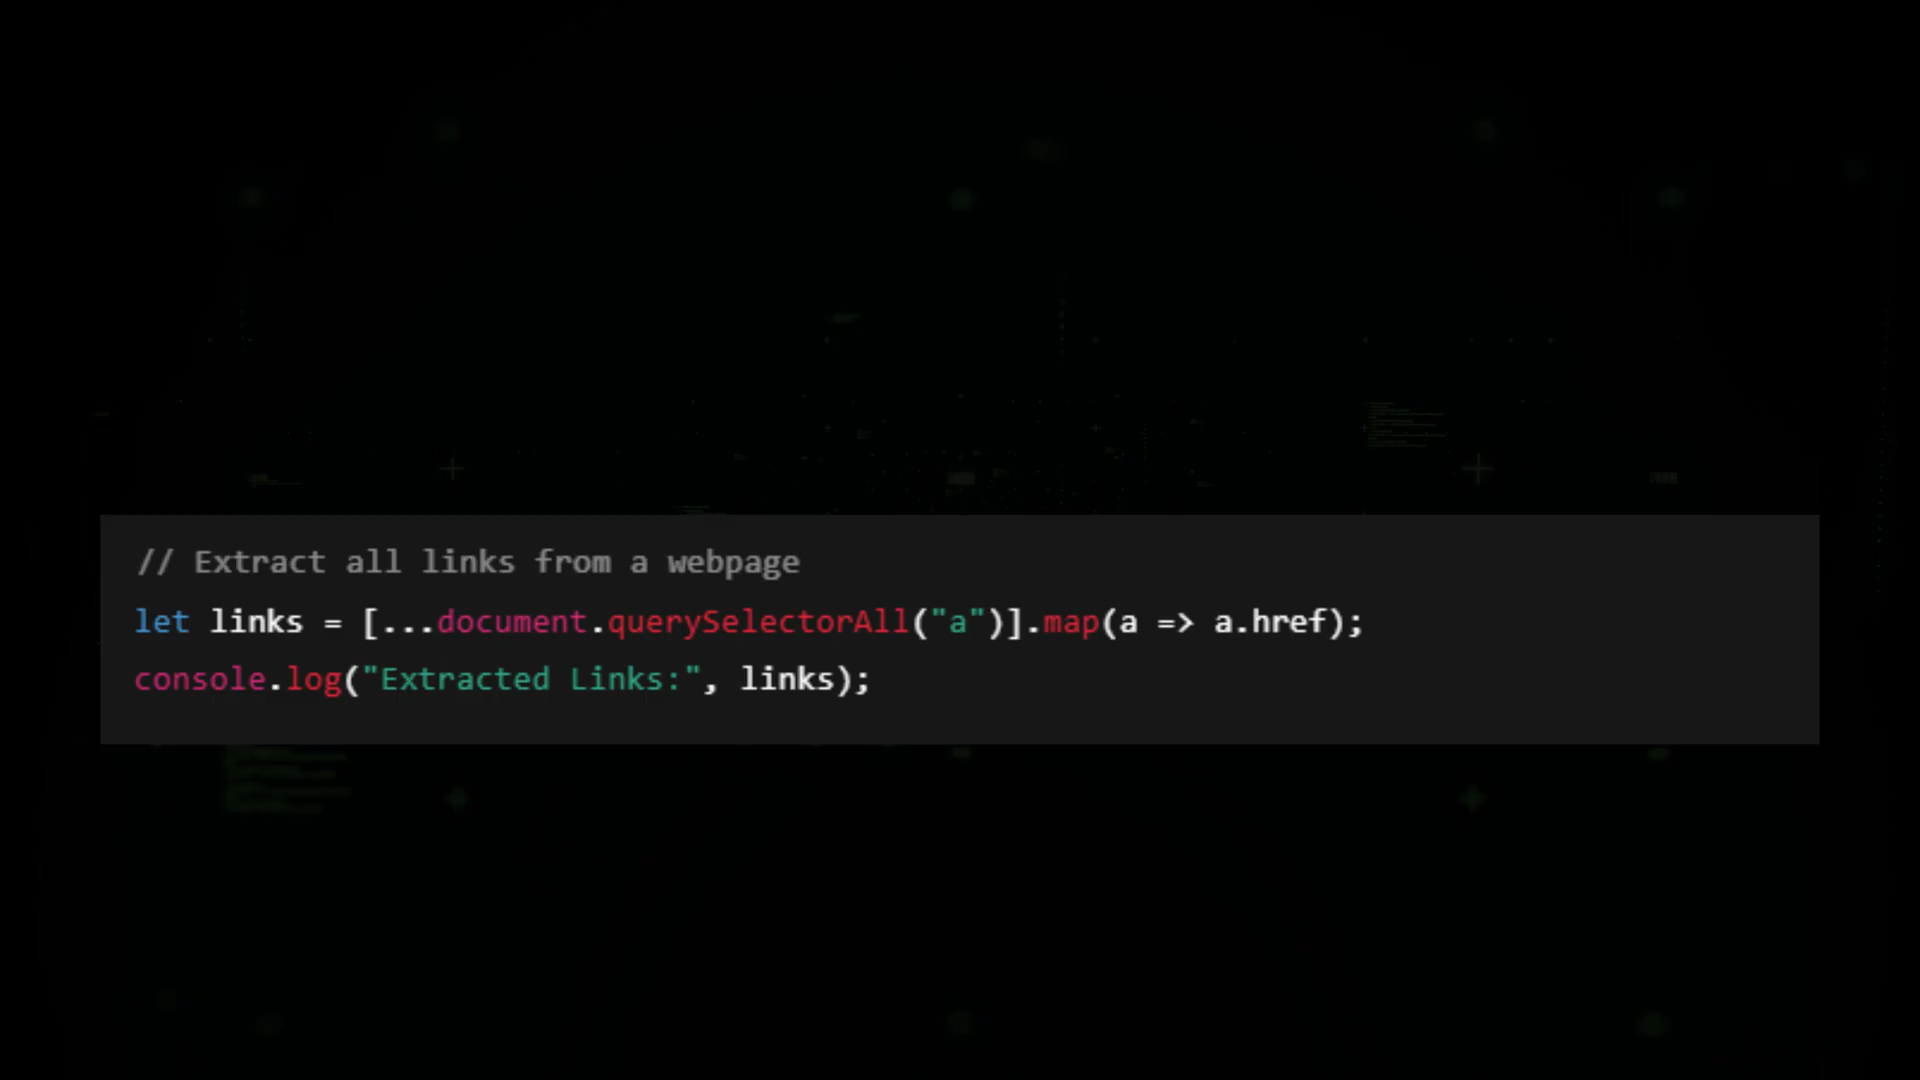 // Extract all links from a webpage
let links = [...document.querySelectorAll("a")].map(a => a.href);
console.log("Extracted Links:", links);